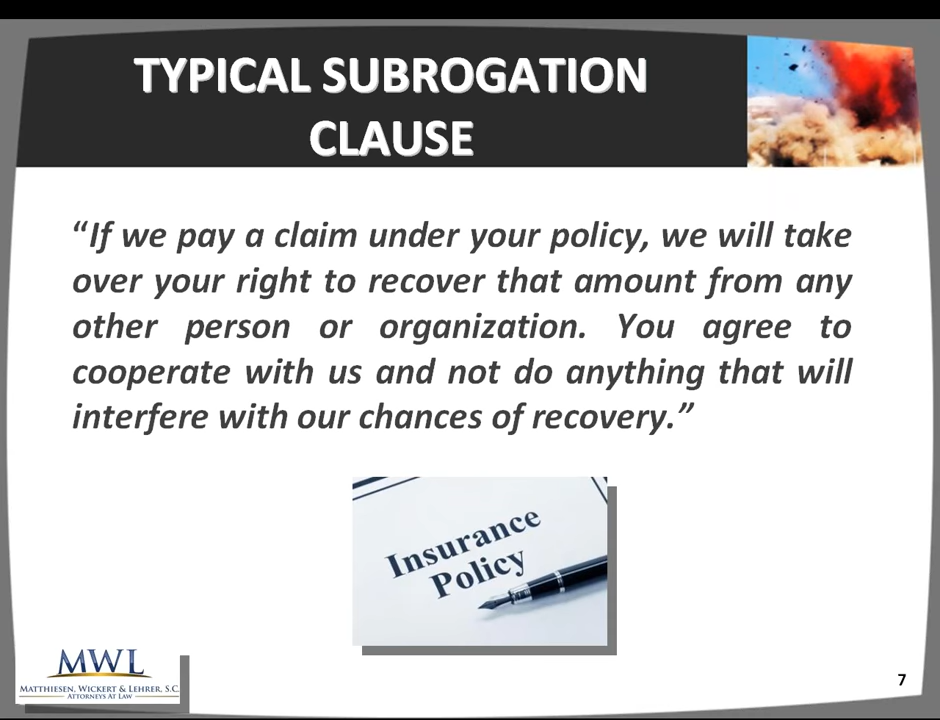 TYPICAL SUBROGATION
CLAUSE
“If we pay a claim under your policy, we will take
over your right to recover that amount from any
other person or organization. You agree to
cooperate with us and not do anything that will
interfere with our chances of recovery.”
Insurance
Policy
MWL
MATTHIESEN, WICKERT & LEHRER, S.C.
ATTORNEYS AT LAW
7